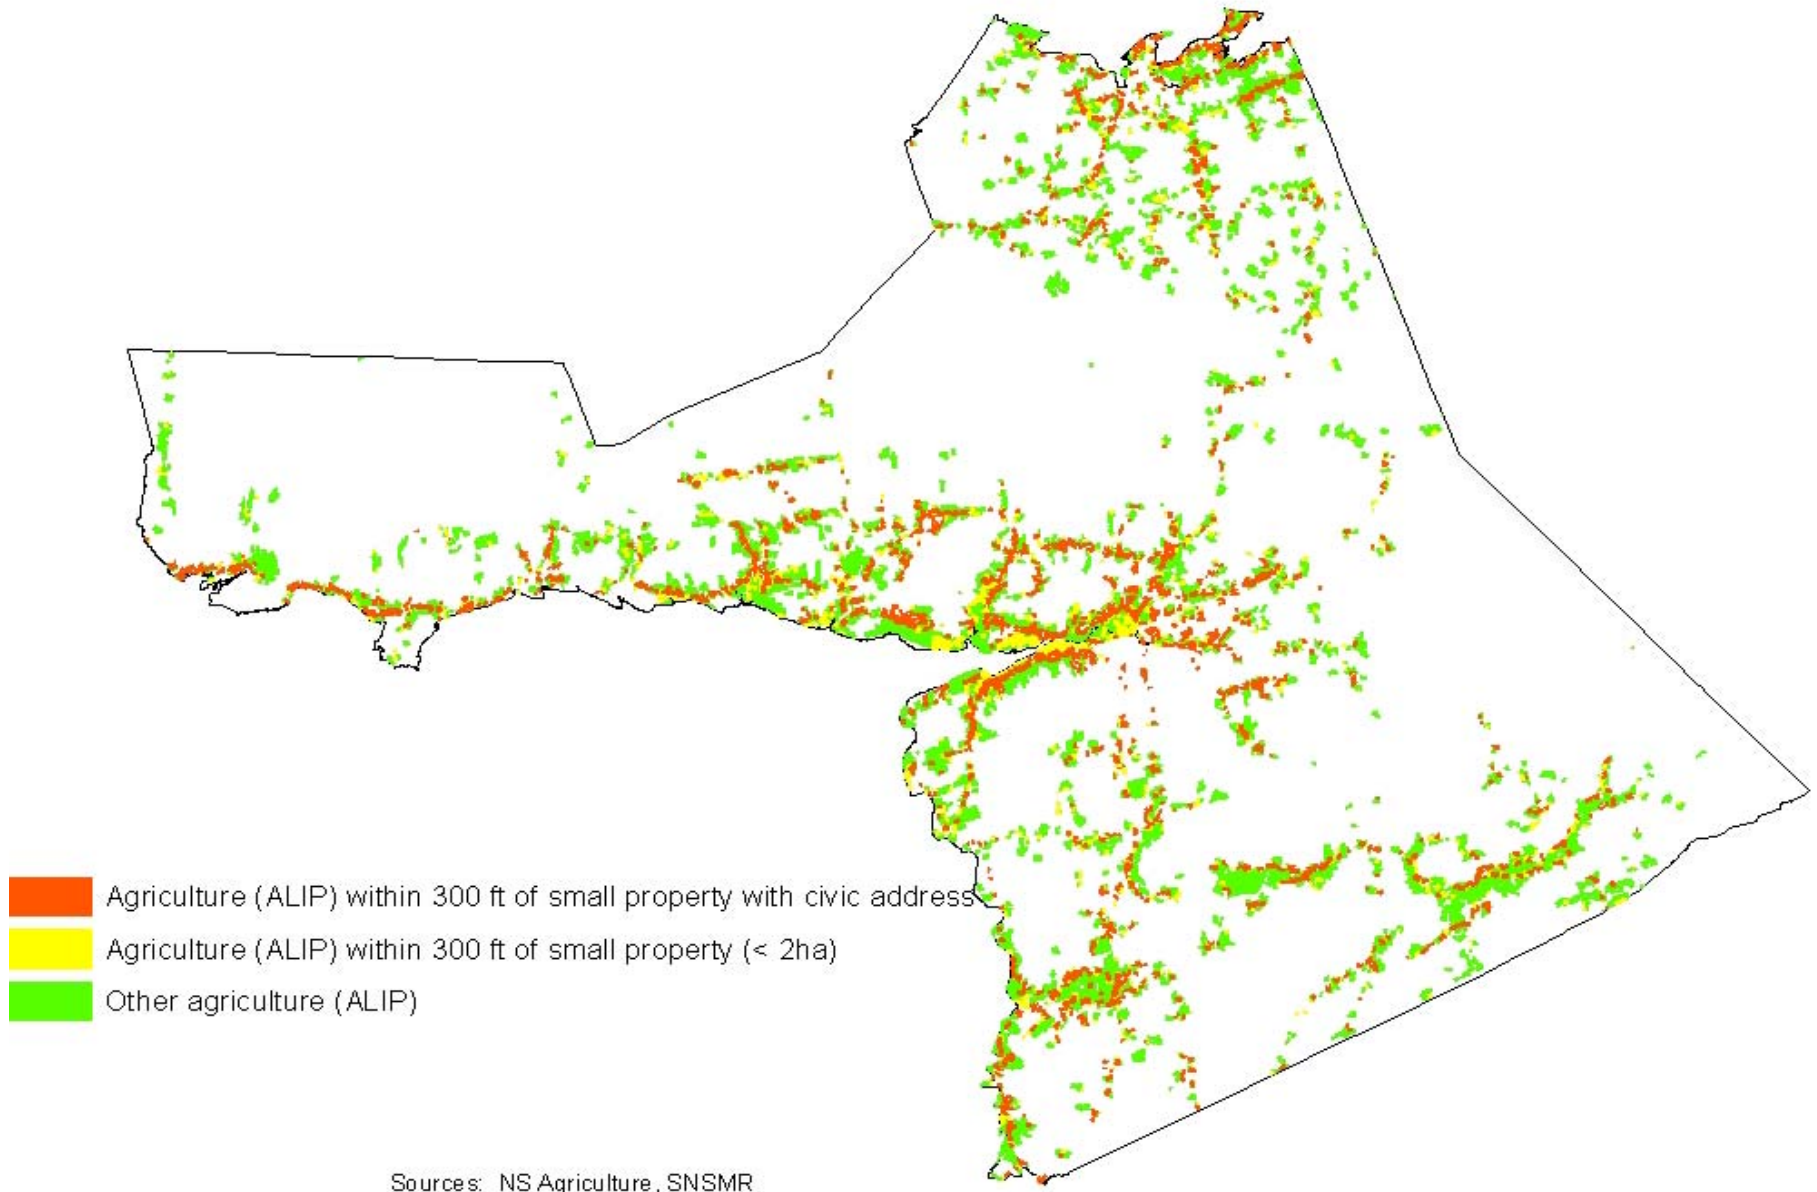 Agriculture (ALIP) within 300 ft of small property with civic address
Agriculture (ALIP) within 300 ft of small property (< 2ha)
Other agriculture (ALIP)
Sources: NS Agriculture, SNSMR